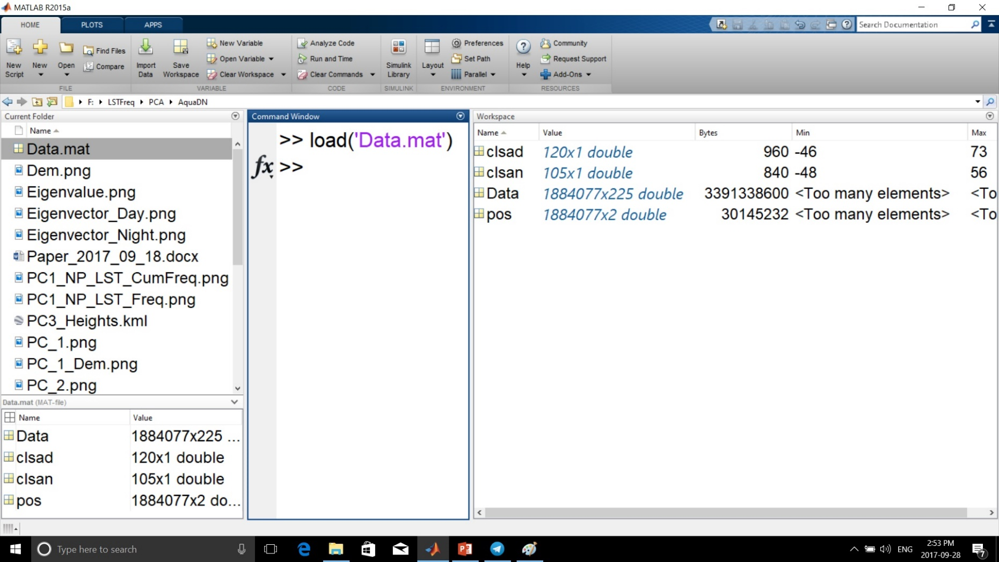 MATLAB R2015a
HOME PLOTS APPS
Search Documentation
New Script
New
Open
Find Files
Compare
FILE
Import Data
Save Workspace
New Variable
Open Variable
Clear Workspace
VARIABLE
Analyze Code
Run and Time
Clear Commands
CODE
Simulink Library
SIMULINK
Layout
Preferences
Set Path
Parallel
ENVIRONMENT
Help
Community
Request Support
Add-Ons
RESOURCES
F: LSTFreq PCA AquaDN
Current Folder
Name
Data.mat
Dem.png
Eigenvalue.png
Eigenvector_Day.png
Eigenvector_Night.png
Paper_2017_09_18.docx
PC1_NP_LST_CumFreq.png
PC1_NP_LST_Freq.png
PC3_Heights.kml
PC_1.png
PC_1_Dem.png
PC_2.png
Data.mat (MAT-file)
Name Value
Data 1884077x225 ...
clsad 120x1 double
clsan 105x1 double
pos 1884077x2 do...
Command Window
>> load('Data.mat')
fx >>
Workspace
Name Value Bytes Min Max
clsad 120x1 double 960 -46 73
clsan 105x1 double 840 -48 56
Data 1884077x225 double 3391338600 <Too many elements> <To
pos 1884077x2 double 30145232 <Too many elements> <To
Type here to search
ENG
2:53 PM
2017-09-28
7